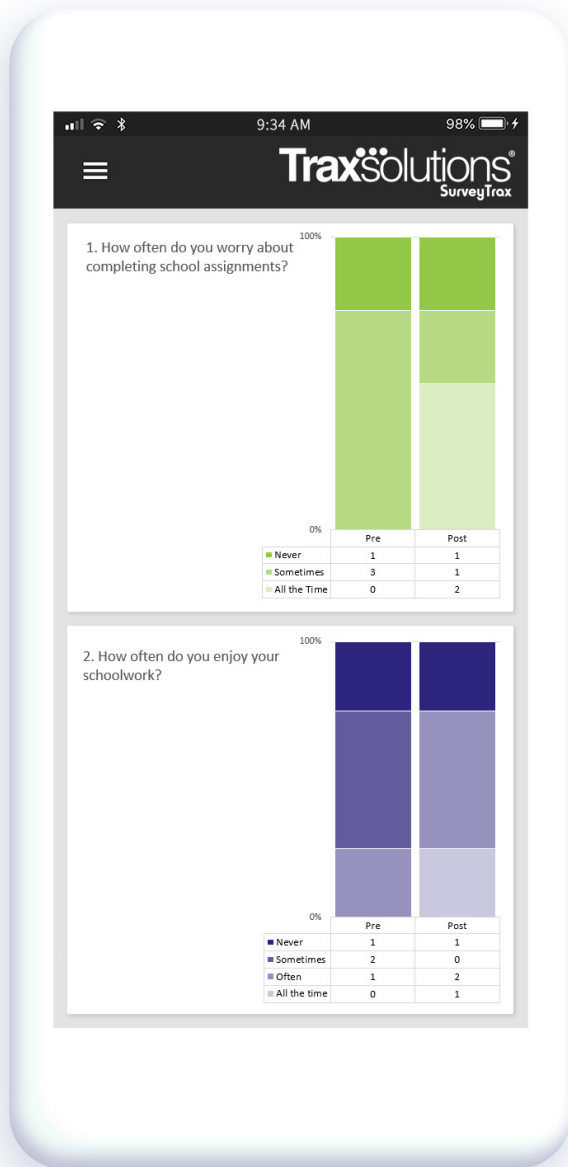 9:34 AM 98%
Traxsolutions®
SurveyTrax
1. How often do you worry about
completing school assignments?
100%
0%
Pre Post
Never 1 1
Sometimes 3 1
All the Time 0 2
2. How often do you enjoy your
schoolwork?
100%
0%
Pre Post
Never 1 1
Sometimes 2 0
Often 1 2
All the time 0 1